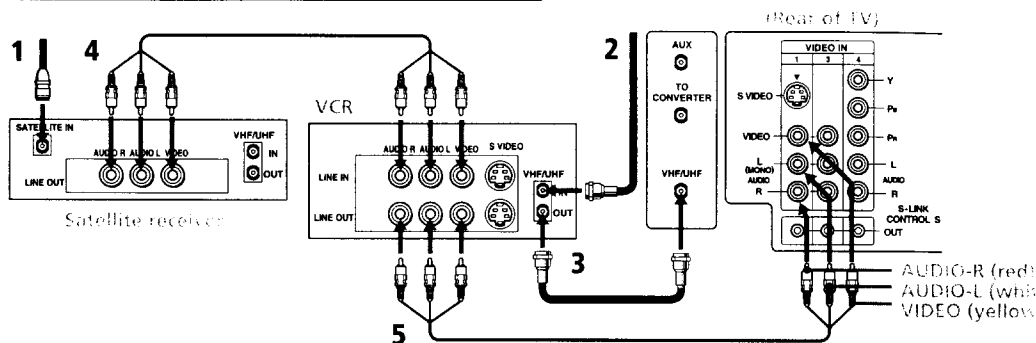 (Rear of TV)
1
4
2
AUX
TO
CONVERTER
VHF/UHF
VIDEO IN
1 3 4
S VIDEO
VIDEO
L
(MONO)
AUDIO
R
Y
PB
PR
L
AUDIO
R
S-LINK
CONTROL S
OUT
SATELLITE IN
AUDIO R AUDIO L VIDEO
LINE OUT
VHF/UHF
IN
OUT
Satellite receiver
VCR
AUDIO R AUDIO L VIDEO S VIDEO
LINE IN
LINE OUT
VHF/UHF
IN
OUT
3
5
AUDIO-R (red)
AUDIO-L (whi
VIDEO (yellow